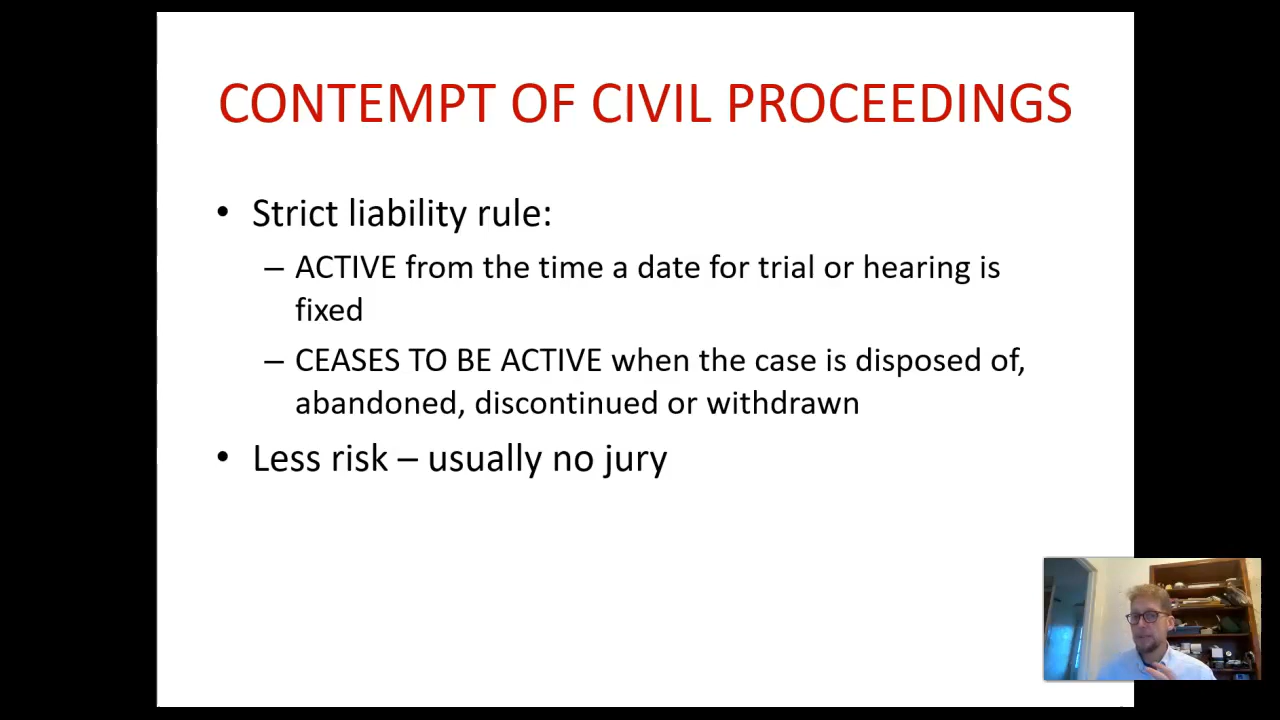 CONTEMPT OF CIVIL PROCEEDINGS
• Strict liability rule:
– ACTIVE from the time a date for trial or hearing is
fixed
– CEASES TO BE ACTIVE when the case is disposed of,
abandoned, discontinued or withdrawn
• Less risk – usually no jury